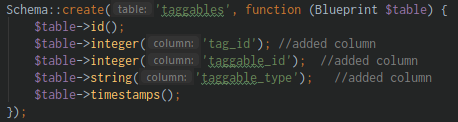 Schema::create( table: 'taggables', function (Blueprint $table) {
    $table->id();
    $table->integer( column: 'tag_id'); //added column
    $table->integer( column: 'taggable_id');  //added column
    $table->string( column: 'taggable_type');   //added column
    $table->timestamps();
});